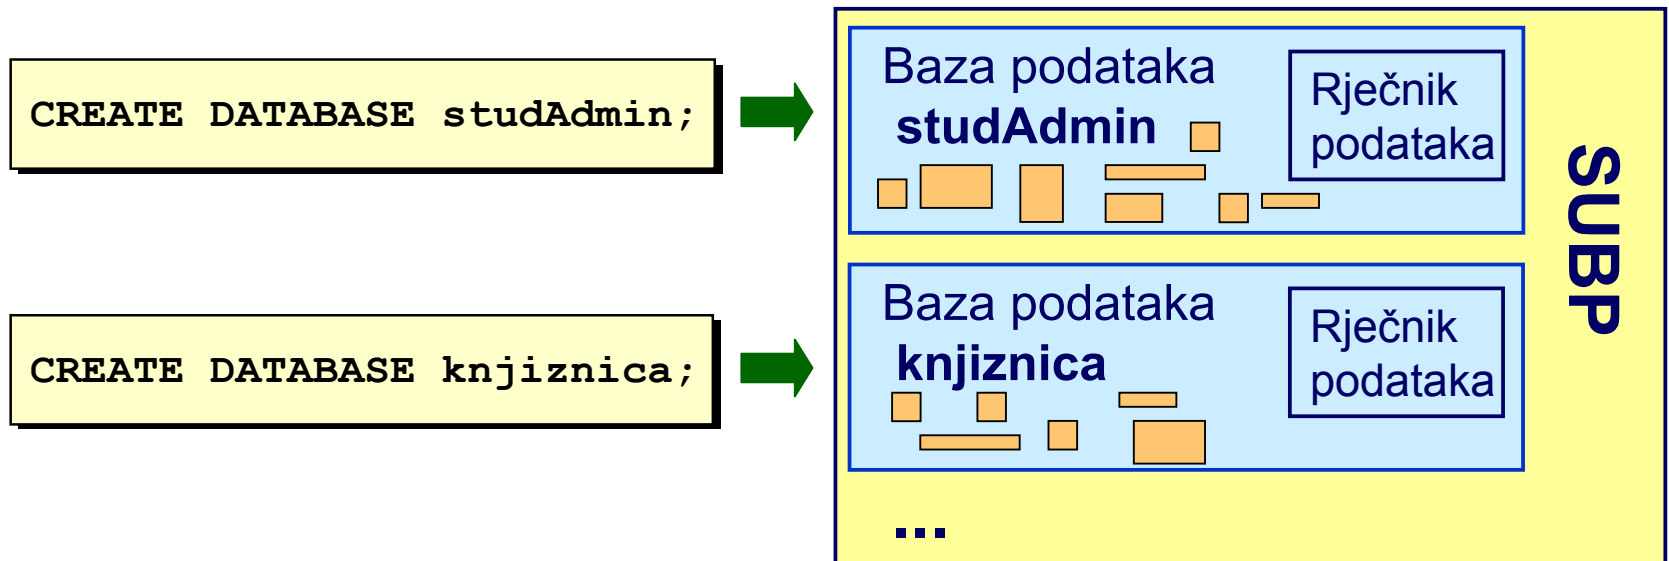 CREATE DATABASE studAdmin;
Baza podataka
studAdmin
Rječnik
podataka
CREATE DATABASE knjiznica;
Baza podataka
knjiznica
Rječnik
podataka
...
SUBP